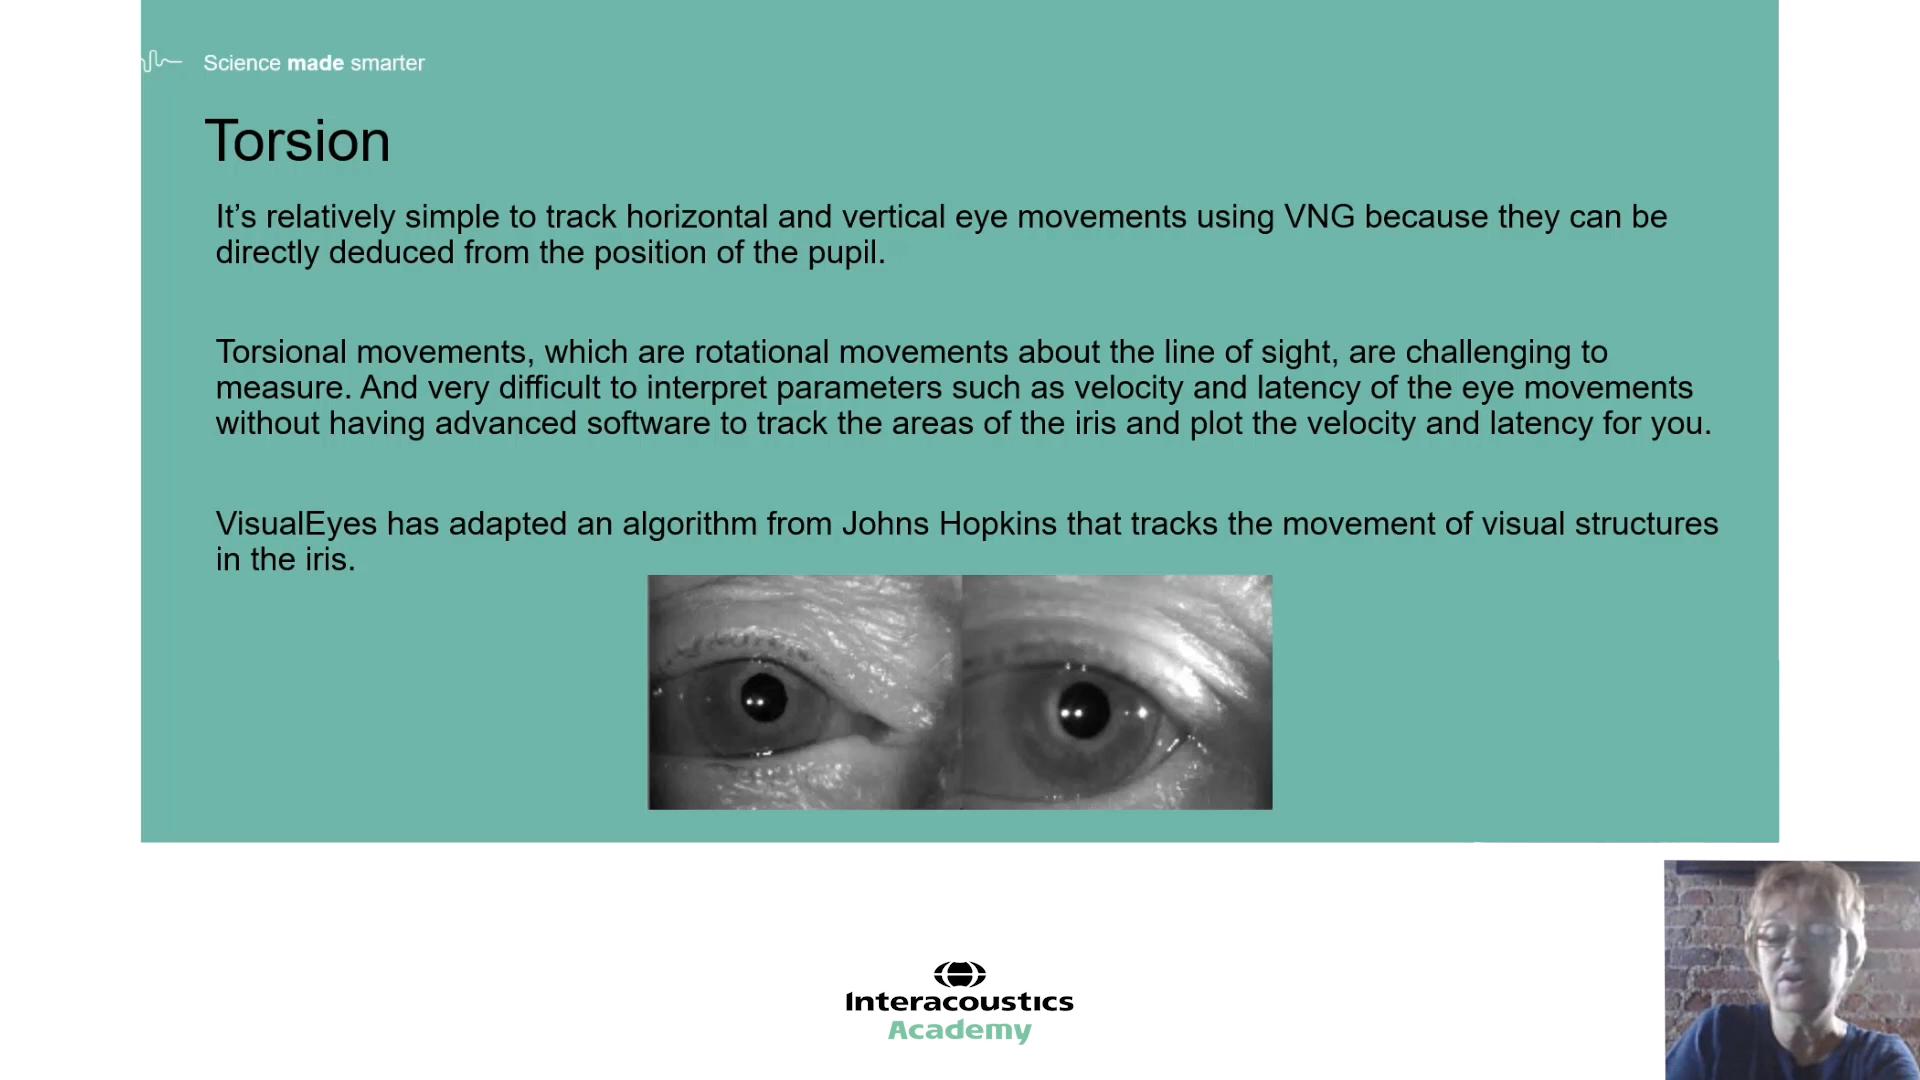 Science made smarter
Torsion
It’s relatively simple to track horizontal and vertical eye movements using VNG because they can be
directly deduced from the position of the pupil.
Torsional movements, which are rotational movements about the line of sight, are challenging to
measure. And very difficult to interpret parameters such as velocity and latency of the eye movements
without having advanced software to track the areas of the iris and plot the velocity and latency for you.
VisualEyes has adapted an algorithm from Johns Hopkins that tracks the movement of visual structures
in the iris.
Interacoustics
Academy